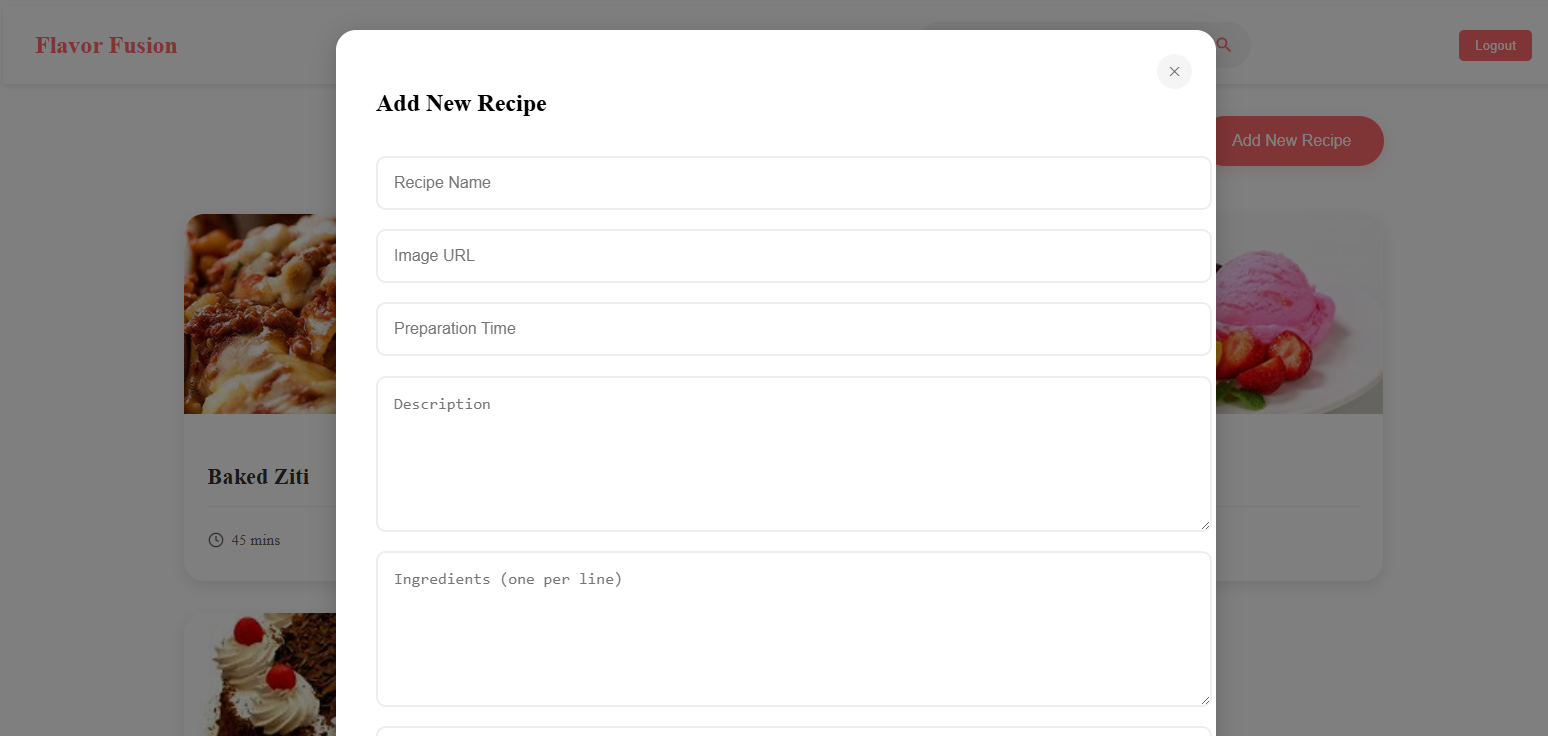 Flavor Fusion
Logout
Add New Recipe
Add New Recipe
Recipe Name
Image URL
Preparation Time
Description
Ingredients (one per line)
Baked Ziti
45 mins